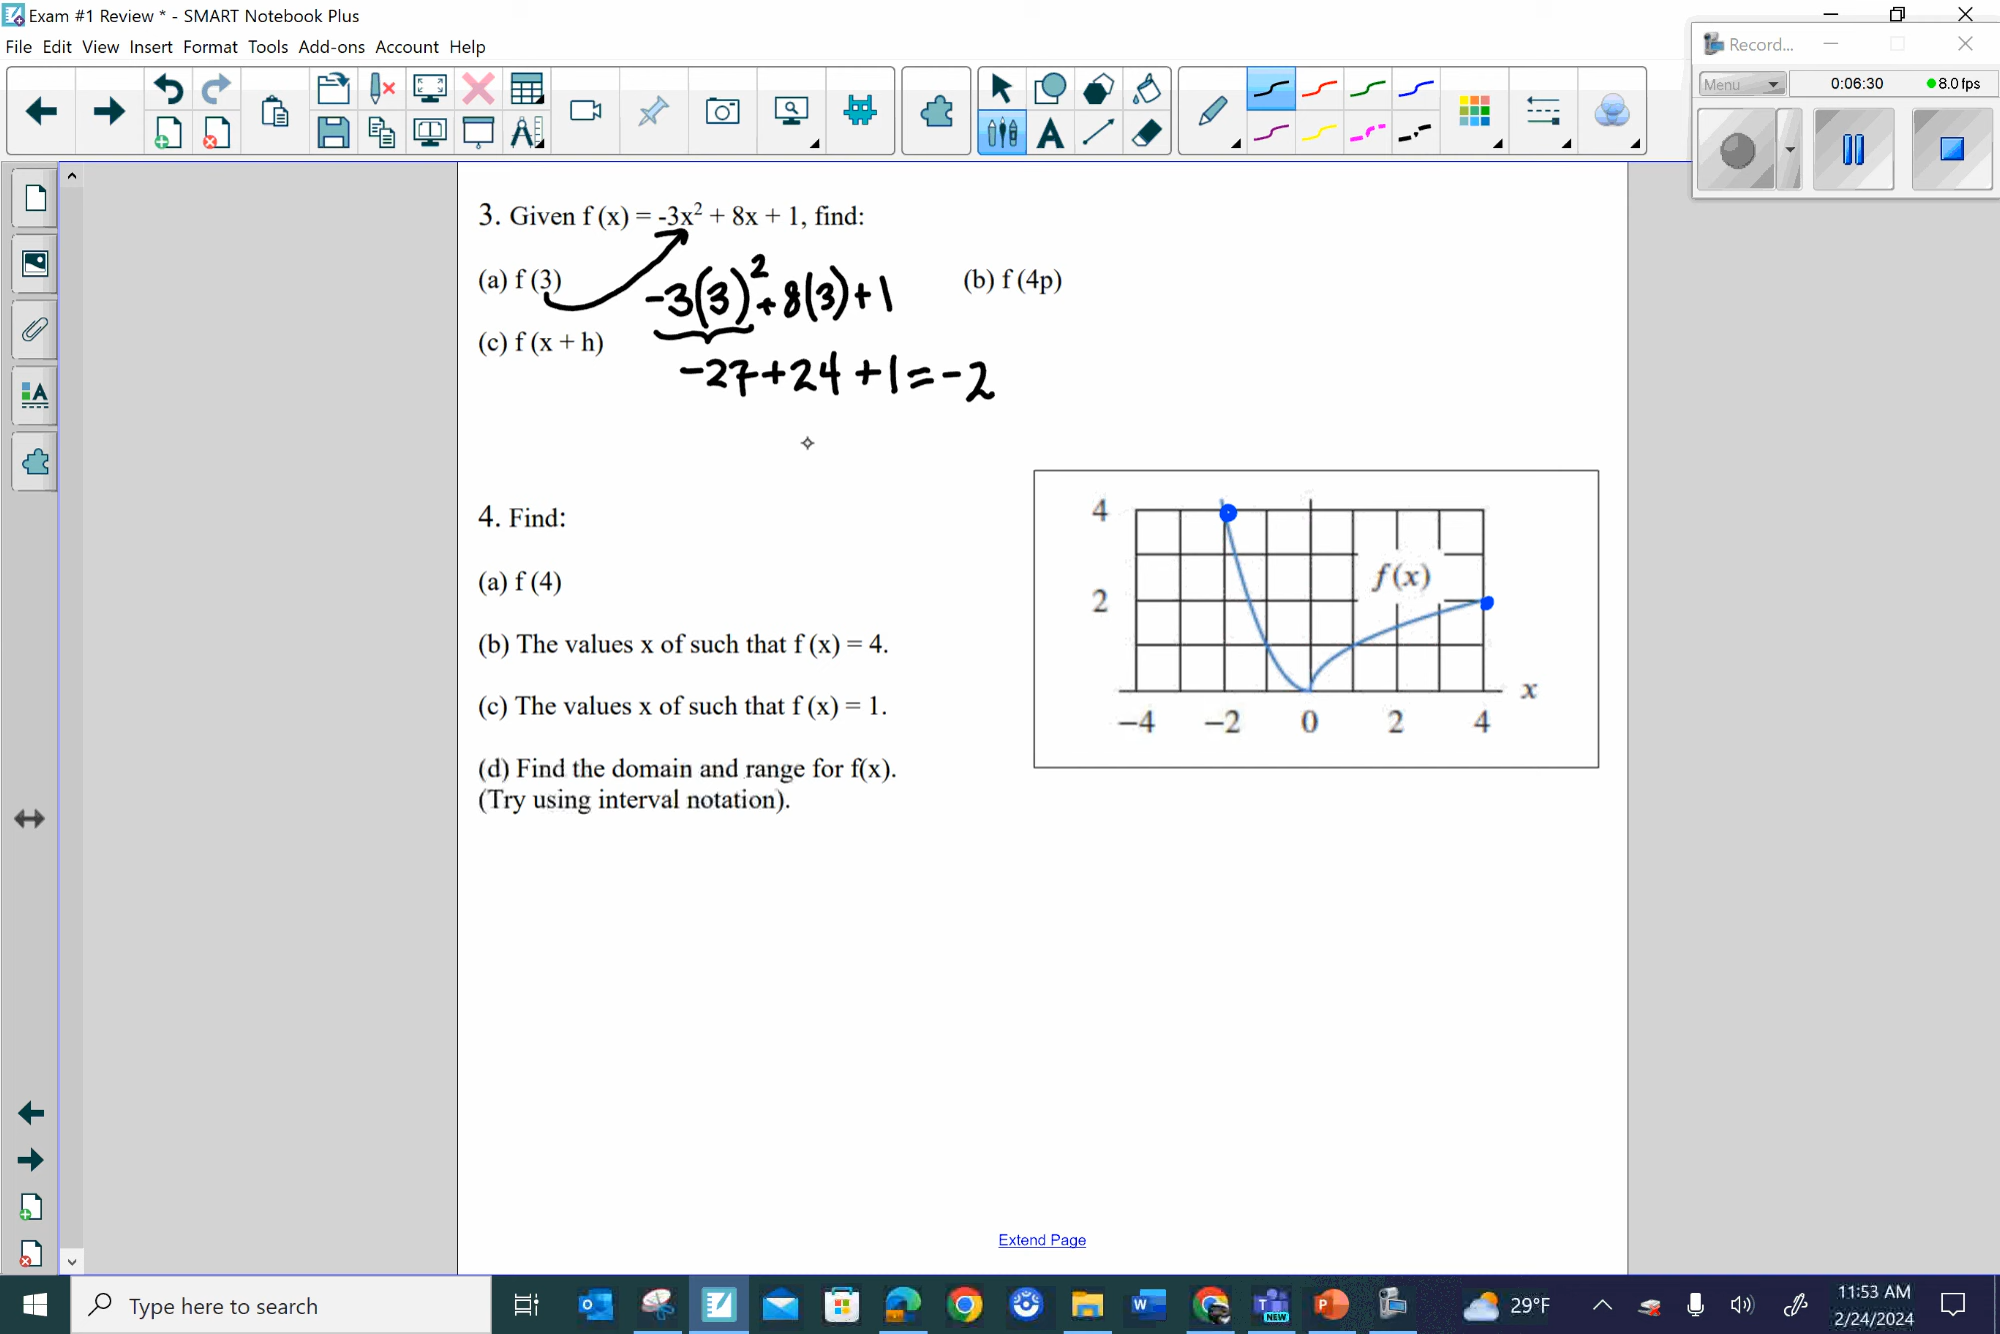 Exam #1 Review * - SMART Notebook Plus
File Edit View Insert Format Tools Add-ons Account Help
Record...
Menu 0:06:30 8.0 fps
A
3. Given f (x) = -3x² + 8x + 1, find:
(a) f (3)
-3(3)² + 8(3) + 1
(b) f (4p)
(c) f (x + h)
-27 + 24 + 1 = -2
4. Find:
(a) f (4)
(b) The values x of such that f (x) = 4.
(c) The values x of such that f (x) = 1.
(d) Find the domain and range for f(x).
(Try using interval notation).
4
f(x)
2
x
-4 -2 0 2 4
A
Extend Page
Type here to search
29°F
11:53 AM
2/24/2024
NEW